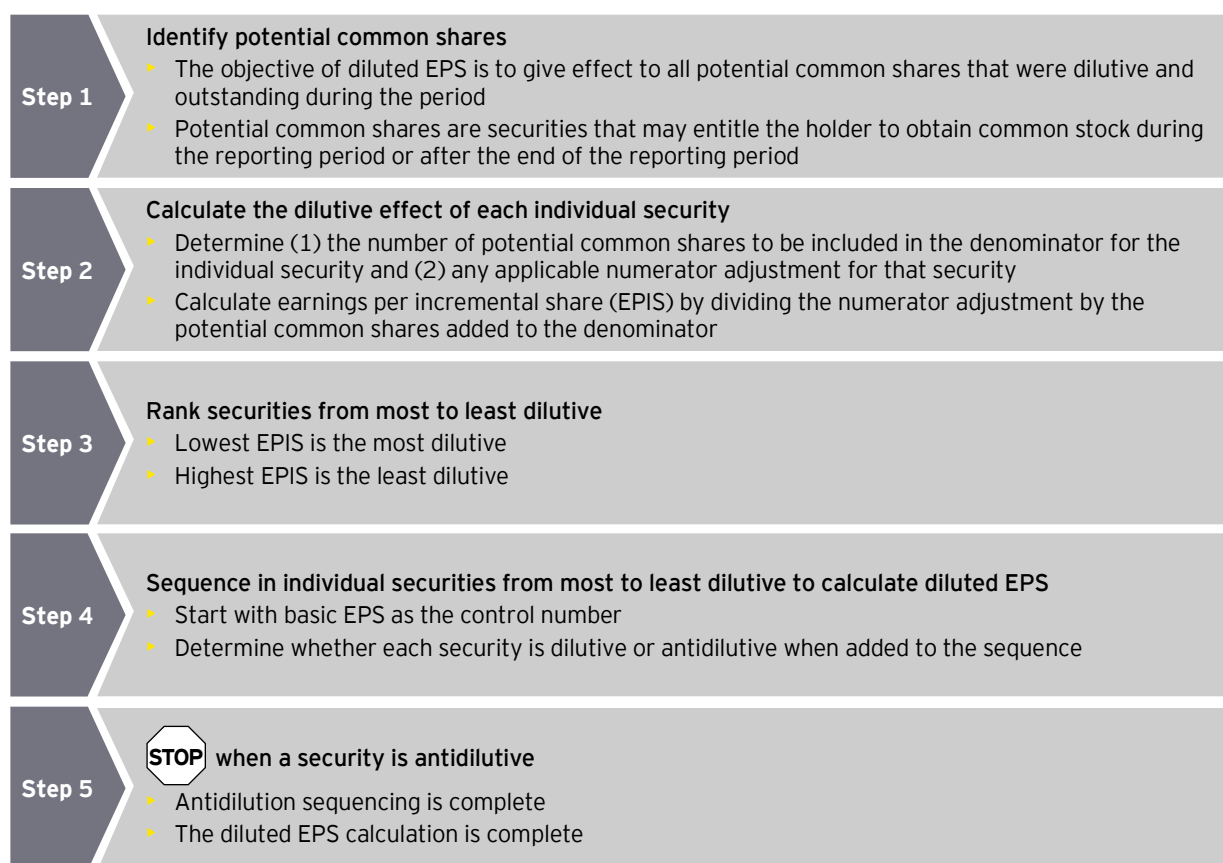 Step 1
Identify potential common shares
The objective of diluted EPS is to give effect to all potential common shares that were dilutive and
outstanding during the period
Potential common shares are securities that may entitle the holder to obtain common stock during
the reporting period or after the end of the reporting period
Step 2
Calculate the dilutive effect of each individual security
Determine (1) the number of potential common shares to be included in the denominator for the
individual security and (2) any applicable numerator adjustment for that security
Calculate earnings per incremental share (EPIS) by dividing the numerator adjustment by the
potential common shares added to the denominator
Step 3
Rank securities from most to least dilutive
Lowest EPIS is the most dilutive
Highest EPIS is the least dilutive
Step 4
Sequence in individual securities from most to least dilutive to calculate diluted EPS
Start with basic EPS as the control number
Determine whether each security is dilutive or antidilutive when added to the sequence
Step 5
STOP when a security is antidilutive
Antidilution sequencing is complete
The diluted EPS calculation is complete